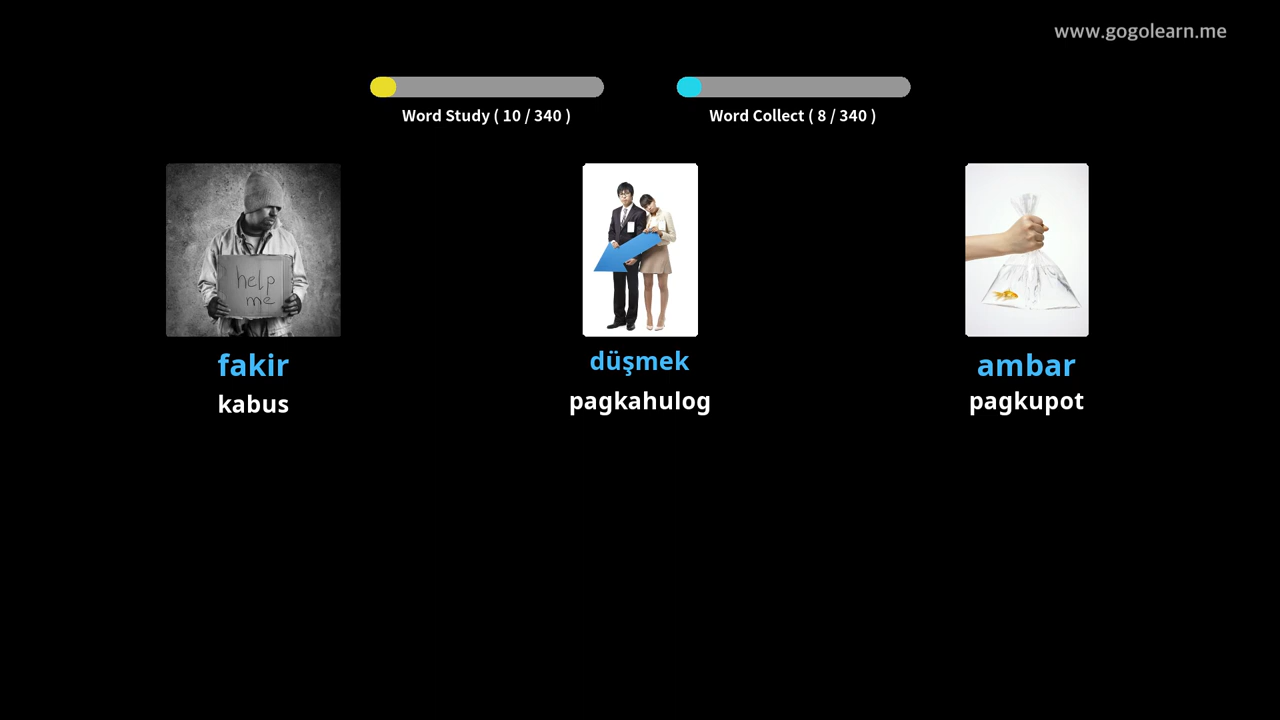 www.gogolearn.me
Word Study ( 10 / 340 )
Word Collect ( 8 / 340 )
help
me
fakir
düşmek
ambar
kabus
pagkahulog
pagkupot